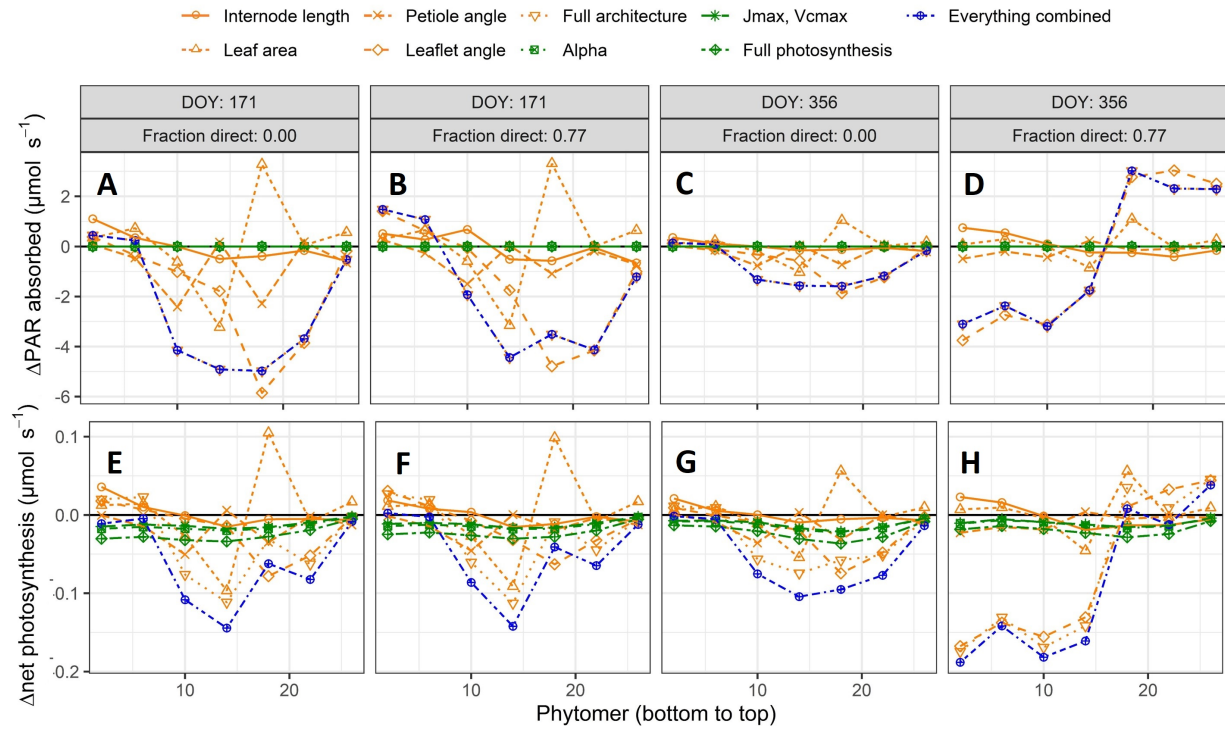 Internode length Petiole angle Full architecture Jmax, Vcmax Everything combined
Leaf area Leaflet angle Alpha Full photosynthesis
DOY: 171 DOY: 171 DOY: 356 DOY: 356
Fraction direct: 0.00 Fraction direct: 0.77 Fraction direct: 0.00 Fraction direct: 0.77
ΔPAR absorbed (μmol s⁻¹)
A B C D
2
0
-2
-4
-6
Δnet photosynthesis (μmol s⁻¹)
E F G H
0.1
0.0
-0.1
-0.2
10 20 10 20 10 20 10 20
Phytomer (bottom to top)